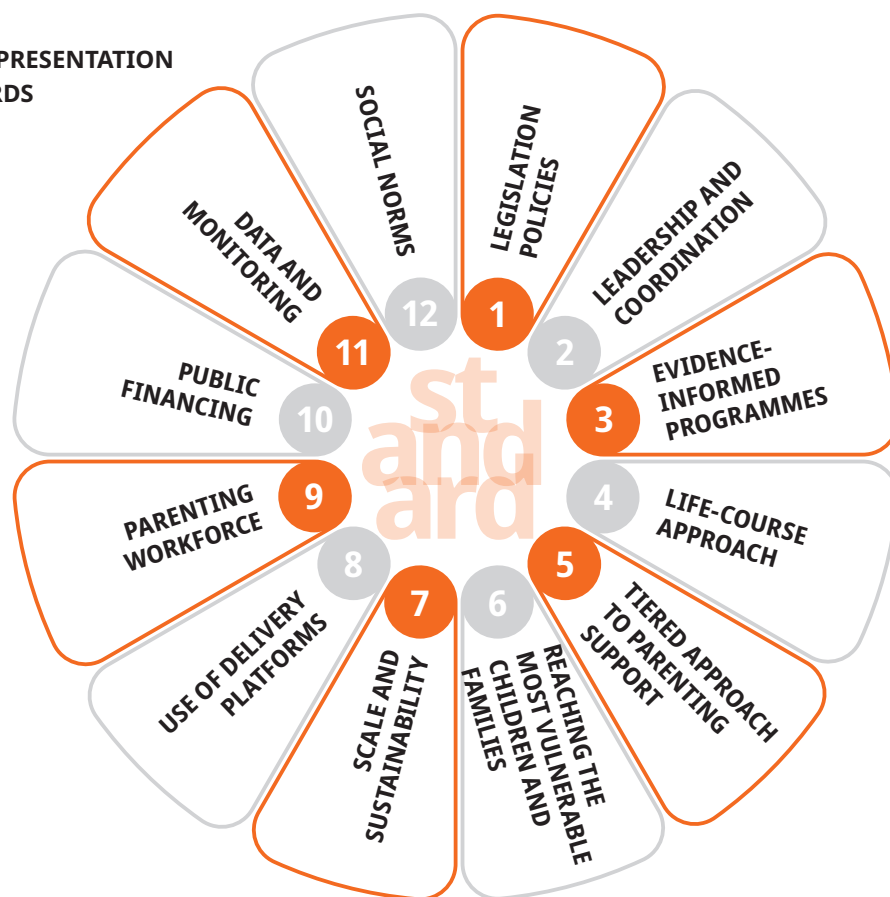 PRESENTATION
RDS
1
LEGISLATION
POLICIES
2
LEADERSHIP AND
COORDINATION
3
EVIDENCE-
INFORMED
PROGRAMMES
4
LIFE-COURSE
APPROACH
5
TIERED APPROACH
TO PARENTING
SUPPORT
6
REACHING THE
MOST VULNERABLE
CHILDREN AND
FAMILIES
7
SCALE AND
SUSTAINABILITY
8
USE OF DELIVERY
PLATFORMS
9
PARENTING
WORKFORCE
10
PUBLIC
FINANCING
11
DATA AND
MONITORING
12
SOCIAL NORMS
st
and
ard